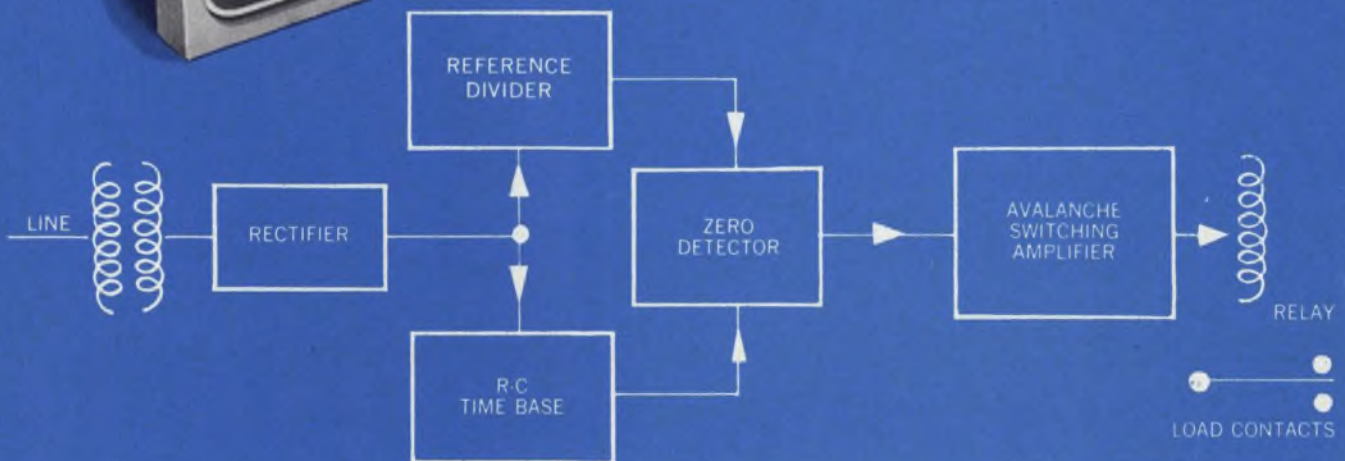 REFERENCE
DIVIDER
LINE
RECTIFIER
ZERO
DETECTOR
AVALANCHE
SWITCHING
AMPLIFIER
RELAY
R-C
TIME BASE
LOAD CONTACTS